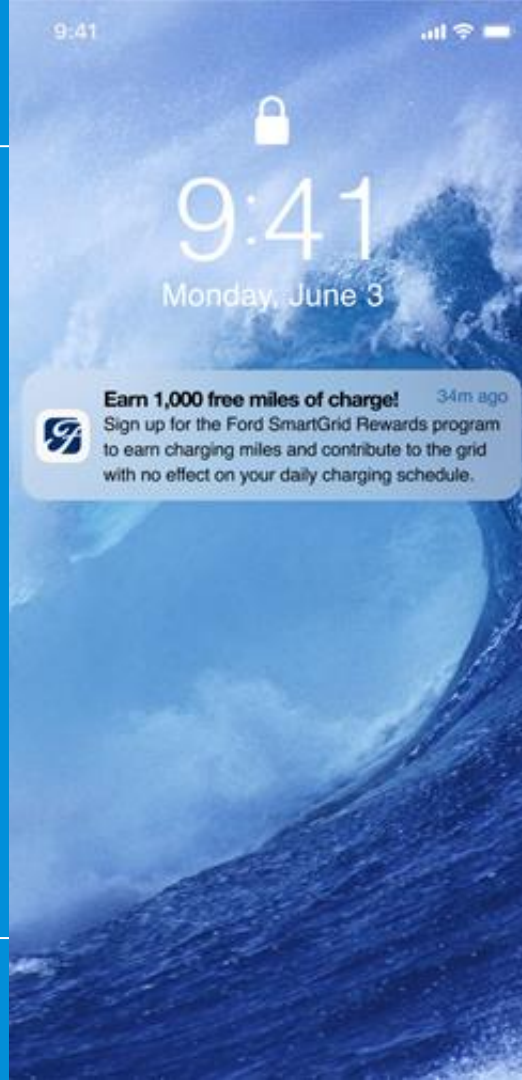 9:41
9:41
Monday, June 3
Earn 1,000 free miles of charge!
34m ago
Sign up for the Ford SmartGrid Rewards program
to earn charging miles and contribute to the grid
with no effect on your daily charging schedule.